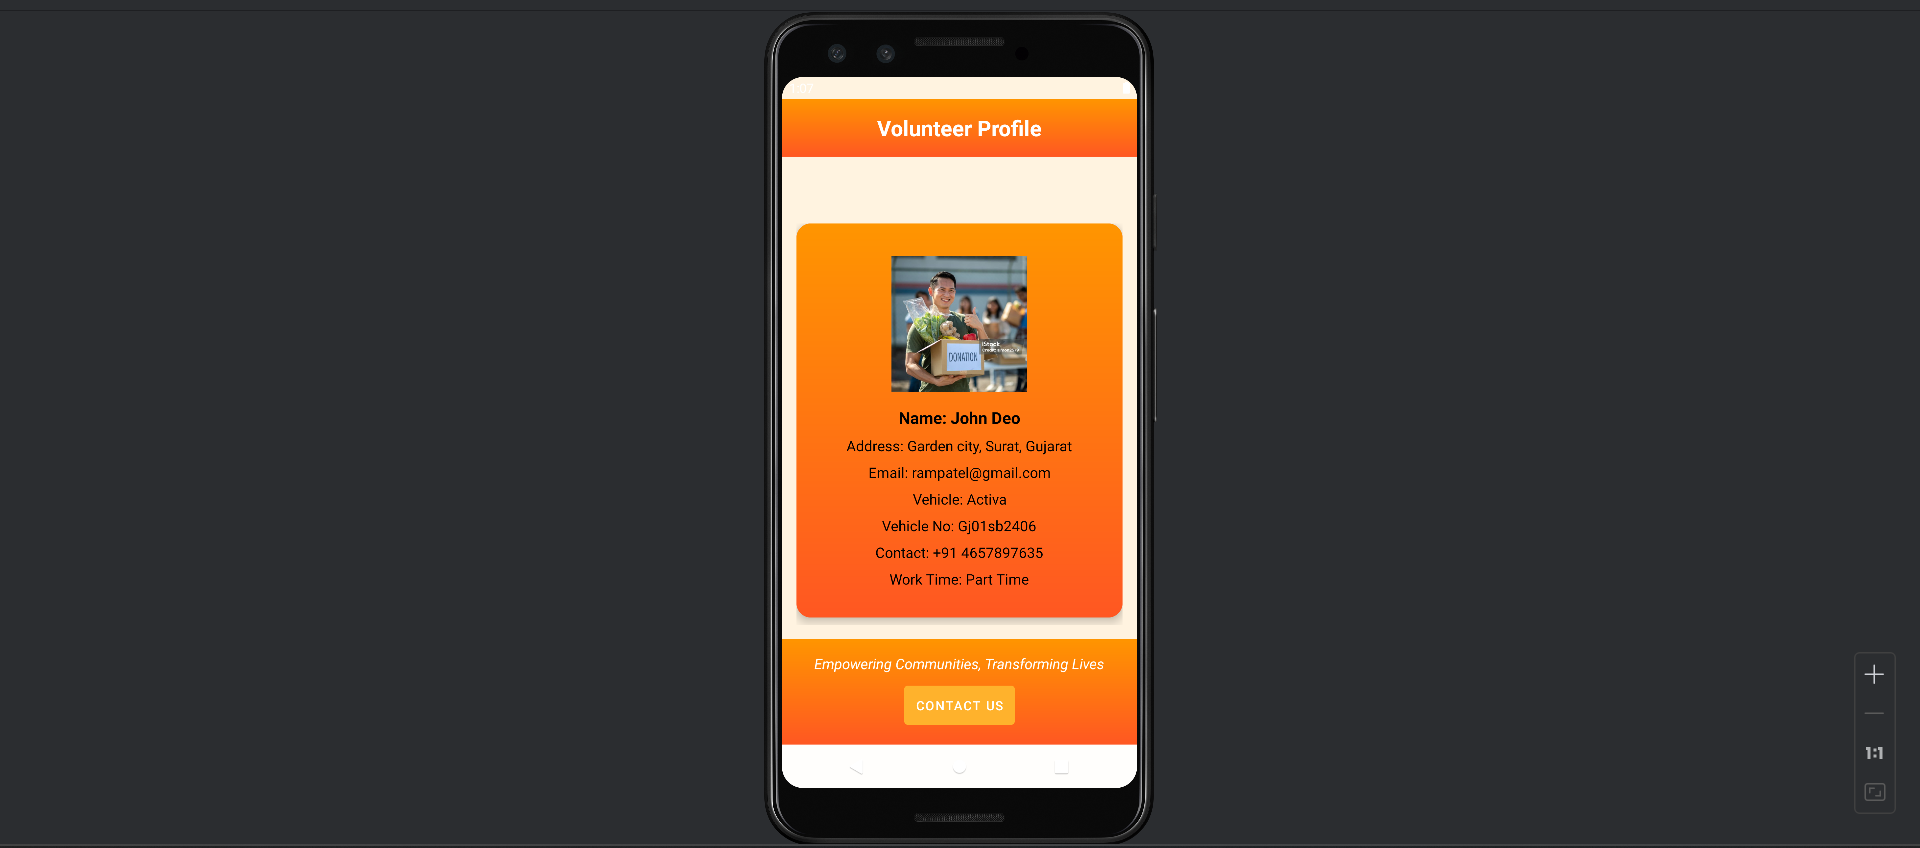 Volunteer Profile
iStock
DONATION
Name: John Deo
Address: Garden city, Surat, Gujarat
Email: rampatel@gmail.com
Vehicle: Activa
Vehicle No: Gj01sb2406
Contact: +91 4657897635
Work Time: Part Time
Empowering Communities, Transforming Lives
CONTACT US
1:1